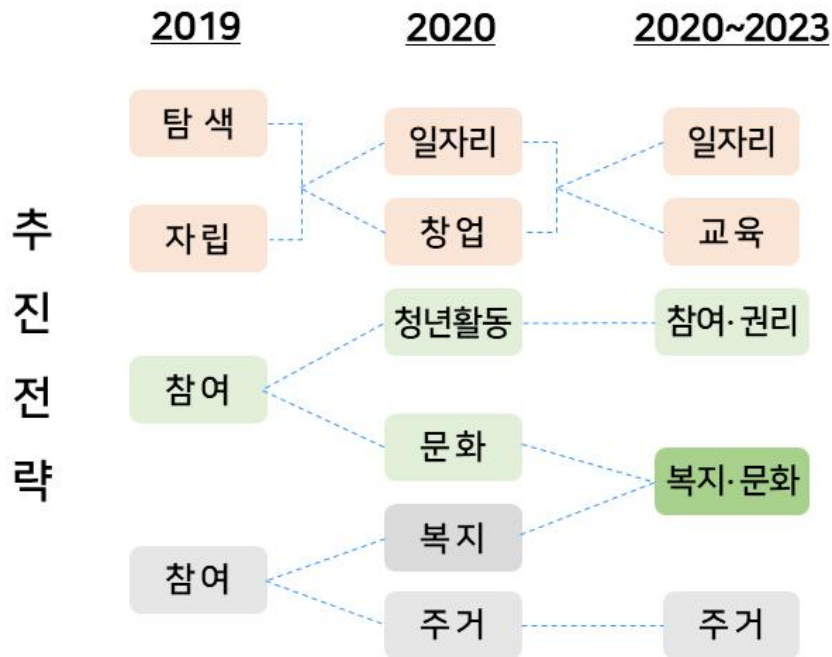 2019
2020
2020~2023
추진전략
탐색
자립
참여
참여
일자리
창업
청년활동
문화
복지
주거
일자리
교육
참여·권리
복지·문화
주거